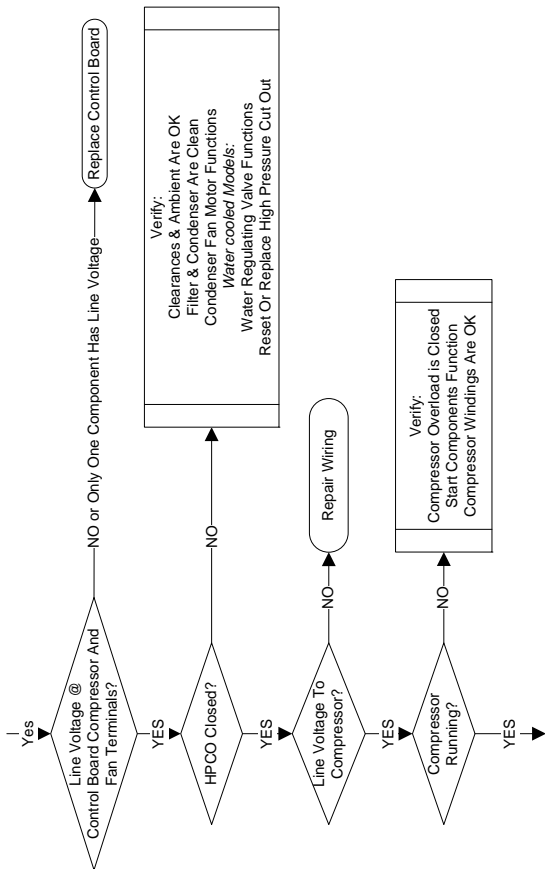 Yes
Line Voltage @
Control Board Compressor And
Fan Terminals?
NO or Only One Component Has Line Voltage
Replace Control Board
YES
HPCO Closed?
NO
Verify:
Clearances & Ambient Are OK
Filter & Condenser Are Clean
Condenser Fan Motor Functions
Water cooled Models:
Water Regulating Valve Functions
Reset Or Replace High Pressure Cut Out
YES
Line Voltage To
Compressor?
NO
Repair Wiring
YES
Compressor
Running?
NO
Verify:
Compressor Overload is Closed
Start Components Function
Compressor Windings Are OK
YES